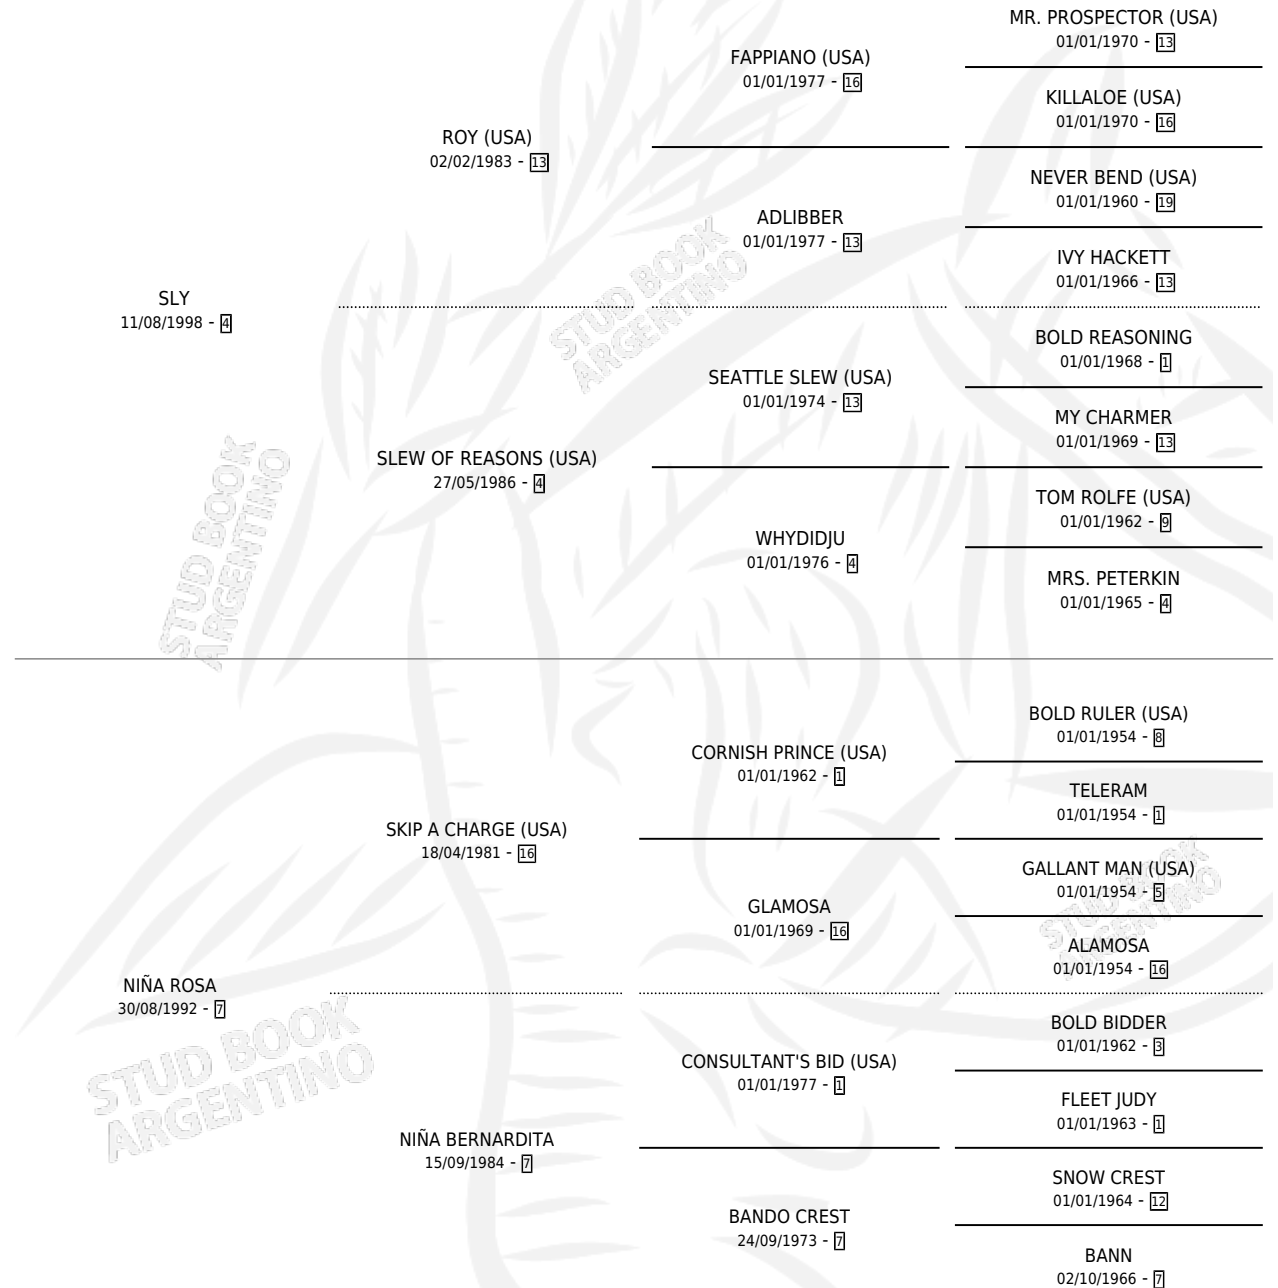 MR. PROSPECTOR (USA)
01/01/1970 - 13
FAPPIANO (USA)
01/01/1977 - 16
KILLALOE (USA)
01/01/1970 - 16
ROY (USA)
02/02/1983 - 13
NEVER BEND (USA)
01/01/1960 - 19
ADLIBBER
01/01/1977 - 13
IVY HACKETT
01/01/1966 - 13
SLY
11/08/1998 - 4
STUD BOOK
ARGENTINO
BOLD REASONING
01/01/1968 - 1
SEATTLE SLEW (USA)
01/01/1974 - 13
MY CHARMER
01/01/1969 - 13
SLEW OF REASONS (USA)
27/05/1986 - 4
TOM ROLFE (USA)
01/01/1962 - 9
WHYDIDJU
01/01/1976 - 4
MRS. PETERKIN
01/01/1965 - 4
STUD BOOK
ARGENTINO
BOLD RULER (USA)
01/01/1954 - 8
CORNISH PRINCE (USA)
01/01/1962 - 1
TELERAM
01/01/1954 - 1
SKIP A CHARGE (USA)
18/04/1981 - 16
GALLANT MAN (USA)
01/01/1954 - 5
GLAMOSA
01/01/1969 - 16
ALAMOSA
01/01/1954 - 16
STUD BOOK
ARGENTINO
NIÑA ROSA
30/08/1992 - 7
BOLD BIDDER
01/01/1962 - 3
CONSULTANT'S BID (USA)
01/01/1977 - 1
FLEET JUDY
01/01/1963 - 1
STUD BOOK
ARGENTINO
NIÑA BERNARDITA
15/09/1984 - 7
SNOW CREST
01/01/1964 - 12
BANDO CREST
24/09/1973 - 7
BANN
02/10/1966 - 7